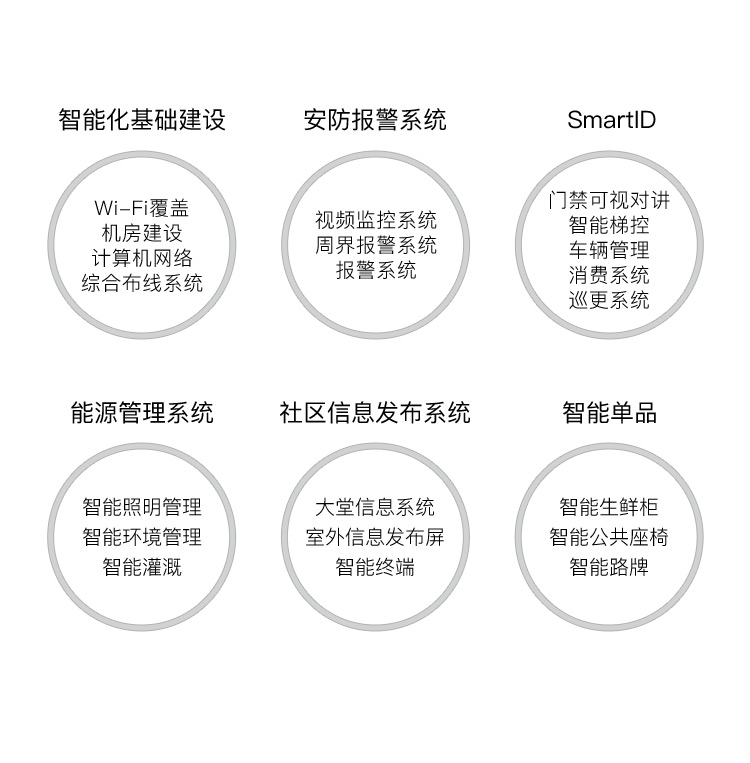 智能化基础建设
Wi-Fi覆盖
机房建设
计算机网络
综合布线系统
安防报警系统
视频监控系统
周界报警系统
报警系统
SmartID
门禁可视对讲
智能梯控
车辆管理
消费系统
巡更系统
能源管理系统
智能照明管理
智能环境管理
智能灌溉
社区信息发布系统
大堂信息系统
室外信息发布屏
智能终端
智能单品
智能生鲜柜
智能公共座椅
智能路牌